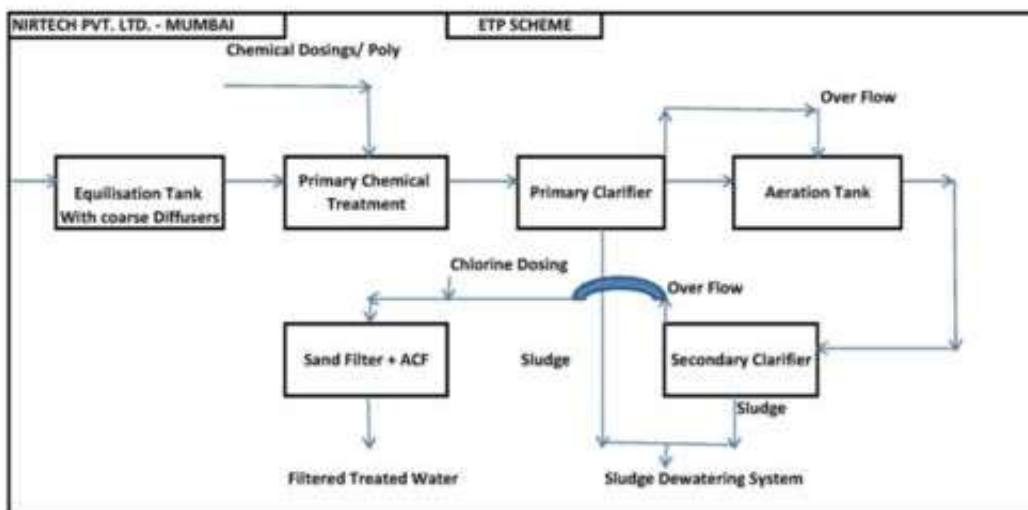 NIRTECH PVT. LTD. - MUMBAI
ETP SCHEME
Chemical Dosings/ Poly
Over Flow
Equilisation Tank
With coarse Diffusers
Primary Chemical
Treatment
Primary Clarifier
Aeration Tank
Chlorine Dosing
Over Flow
Sand Filter + ACF
Sludge
Secondary Clarifier
Sludge
Filtered Treated Water
Sludge Dewatering System